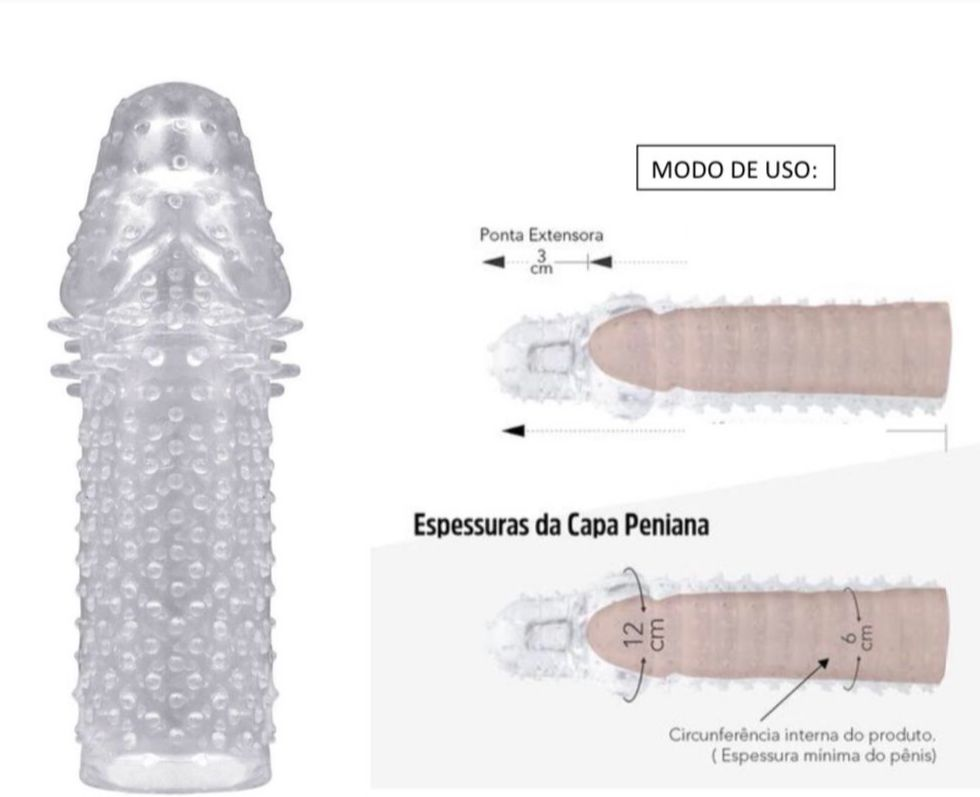 MODO DE USO:
Ponta Extensora
3
cm
Espessuras da Capa Peniana
12
cm
6
cm
Circunferência interna do produto.
( Espessura mínima do pênis)